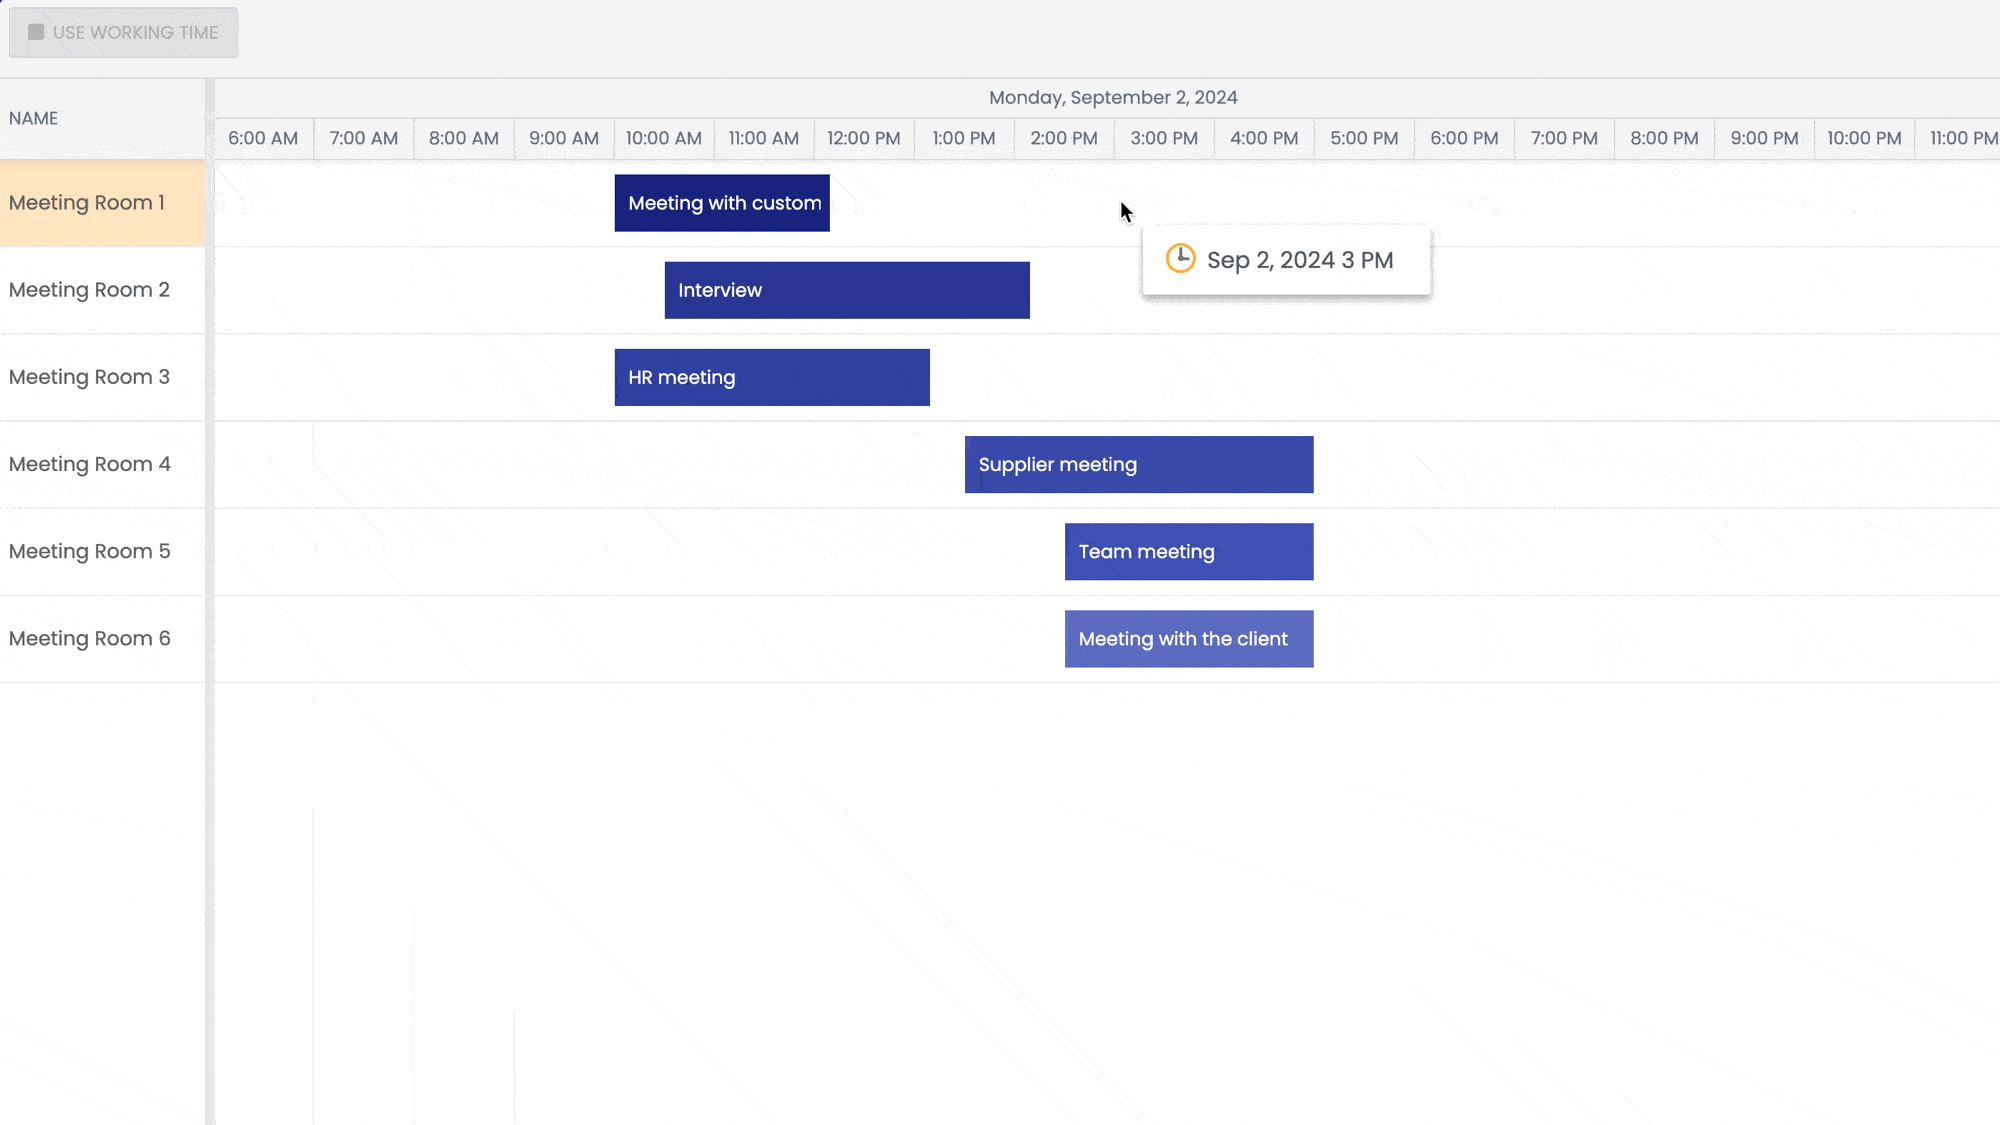 USE WORKING TIME
NAME
Monday, September 2, 2024
6:00 AM 7:00 AM 8:00 AM 9:00 AM 10:00 AM 11:00 AM 12:00 PM 1:00 PM 2:00 PM 3:00 PM 4:00 PM 5:00 PM 6:00 PM 7:00 PM 8:00 PM 9:00 PM 10:00 PM 11:00 PM
Meeting Room 1
Meeting with custom
Sep 2, 2024 3 PM
Meeting Room 2
Interview
Meeting Room 3
HR meeting
Meeting Room 4
Supplier meeting
Meeting Room 5
Team meeting
Meeting Room 6
Meeting with the client